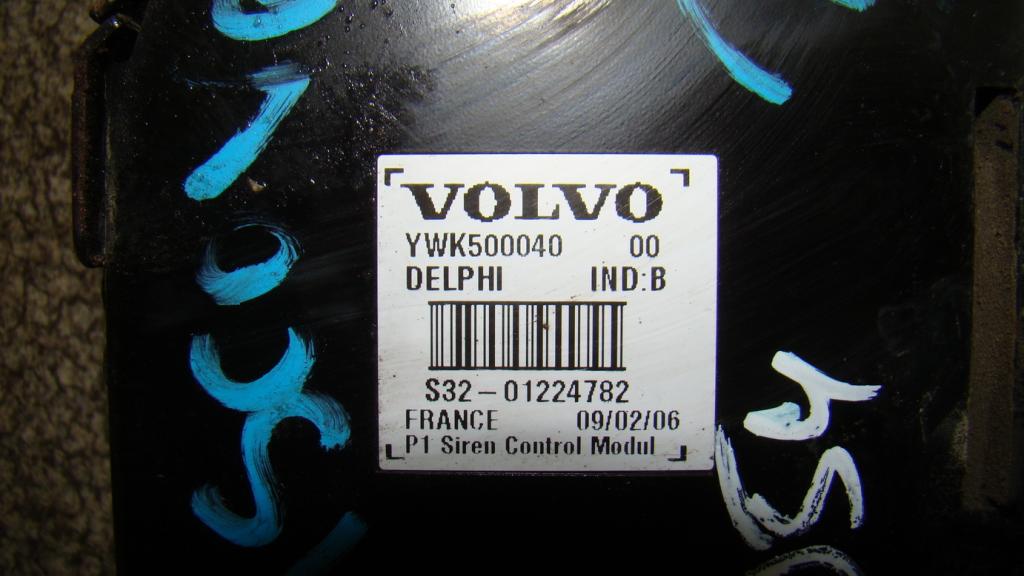 VOLVO
YWK500040 00
DELPHI IND:B
S32-01224782
FRANCE 09/02/06
P1 Siren Control Modul